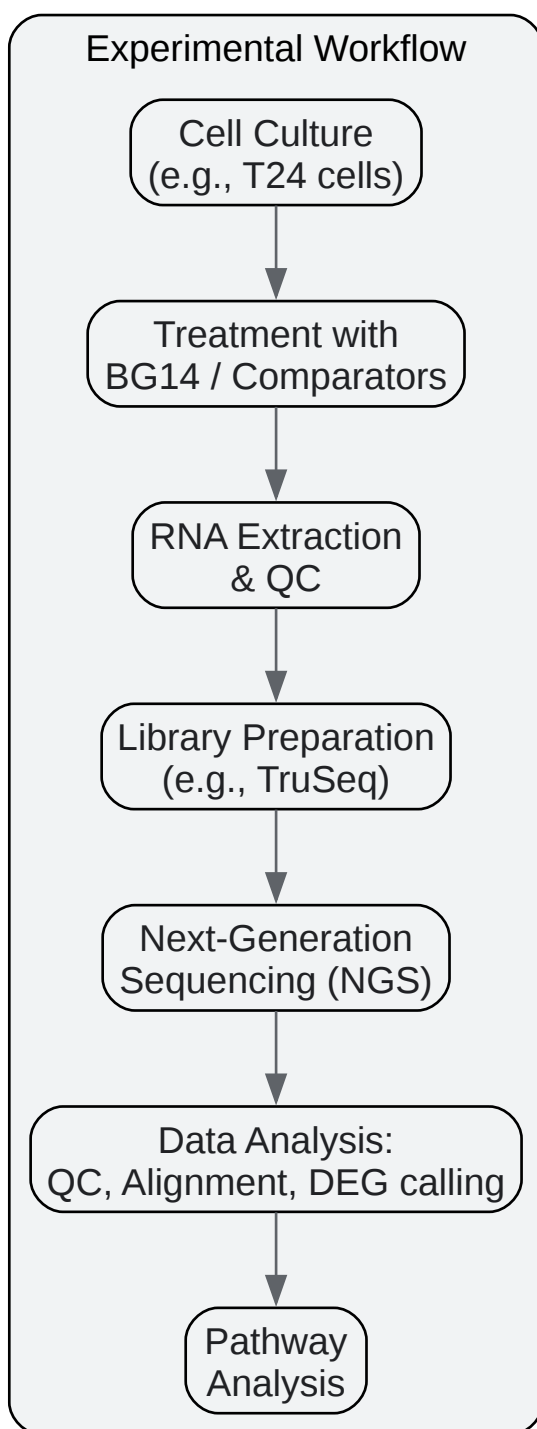 Experimental Workflow
Cell Culture
(e.g., T24 cells)
Treatment with
BG14 / Comparators
RNA Extraction
& QC
Library Preparation
(e.g., TruSeq)
Next-Generation
Sequencing (NGS)
Data Analysis:
QC, Alignment, DEG calling
Pathway
Analysis